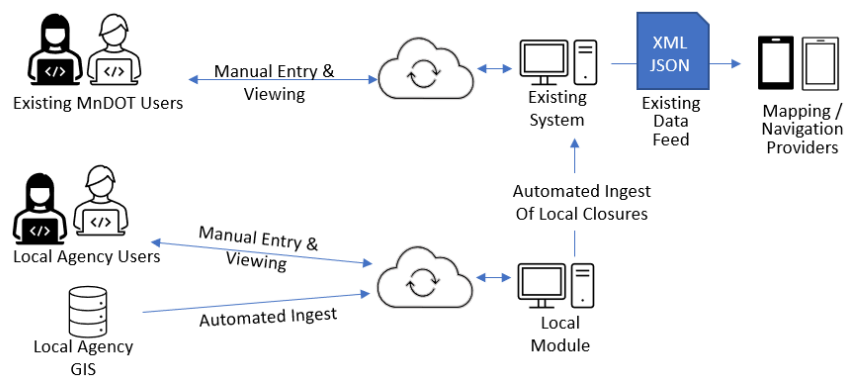 </>
</>
Existing MnDOT Users
Manual Entry &
Viewing
Existing
System
XML
JSON
Existing
Data
Feed
Mapping /
Navigation
Providers
</>
</>
Local Agency Users
Manual Entry &
Viewing
Automated Ingest
Of Local Closures
Local Agency
GIS
Automated Ingest
Local
Module